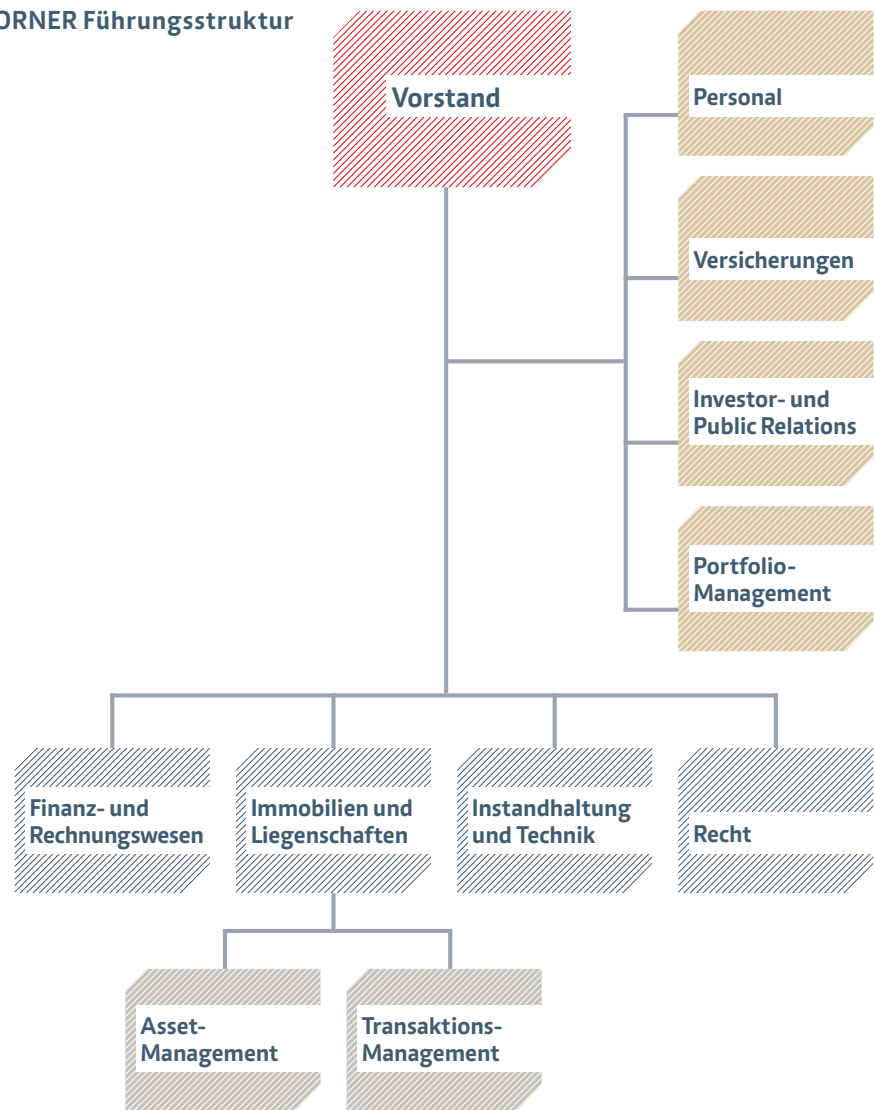 ORNER Führungsstruktur
Vorstand
Personal
Versicherungen
Investor- und
Public Relations
Portfolio-
Management
Finanz- und
Rechnungswesen
Immobilien und
Liegenschaften
Instandhaltung
und Technik
Recht
Asset-
Management
Transaktions-
Management